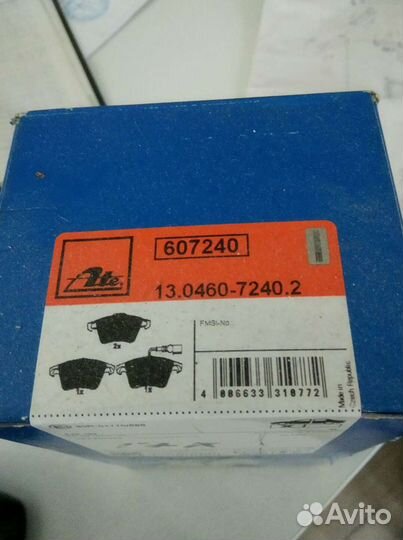 607240
Ate
13.0460-7240.2
FMSI-No.
2x
1x
1x
4 006633 310772
Made in
Czech Republic
Avito